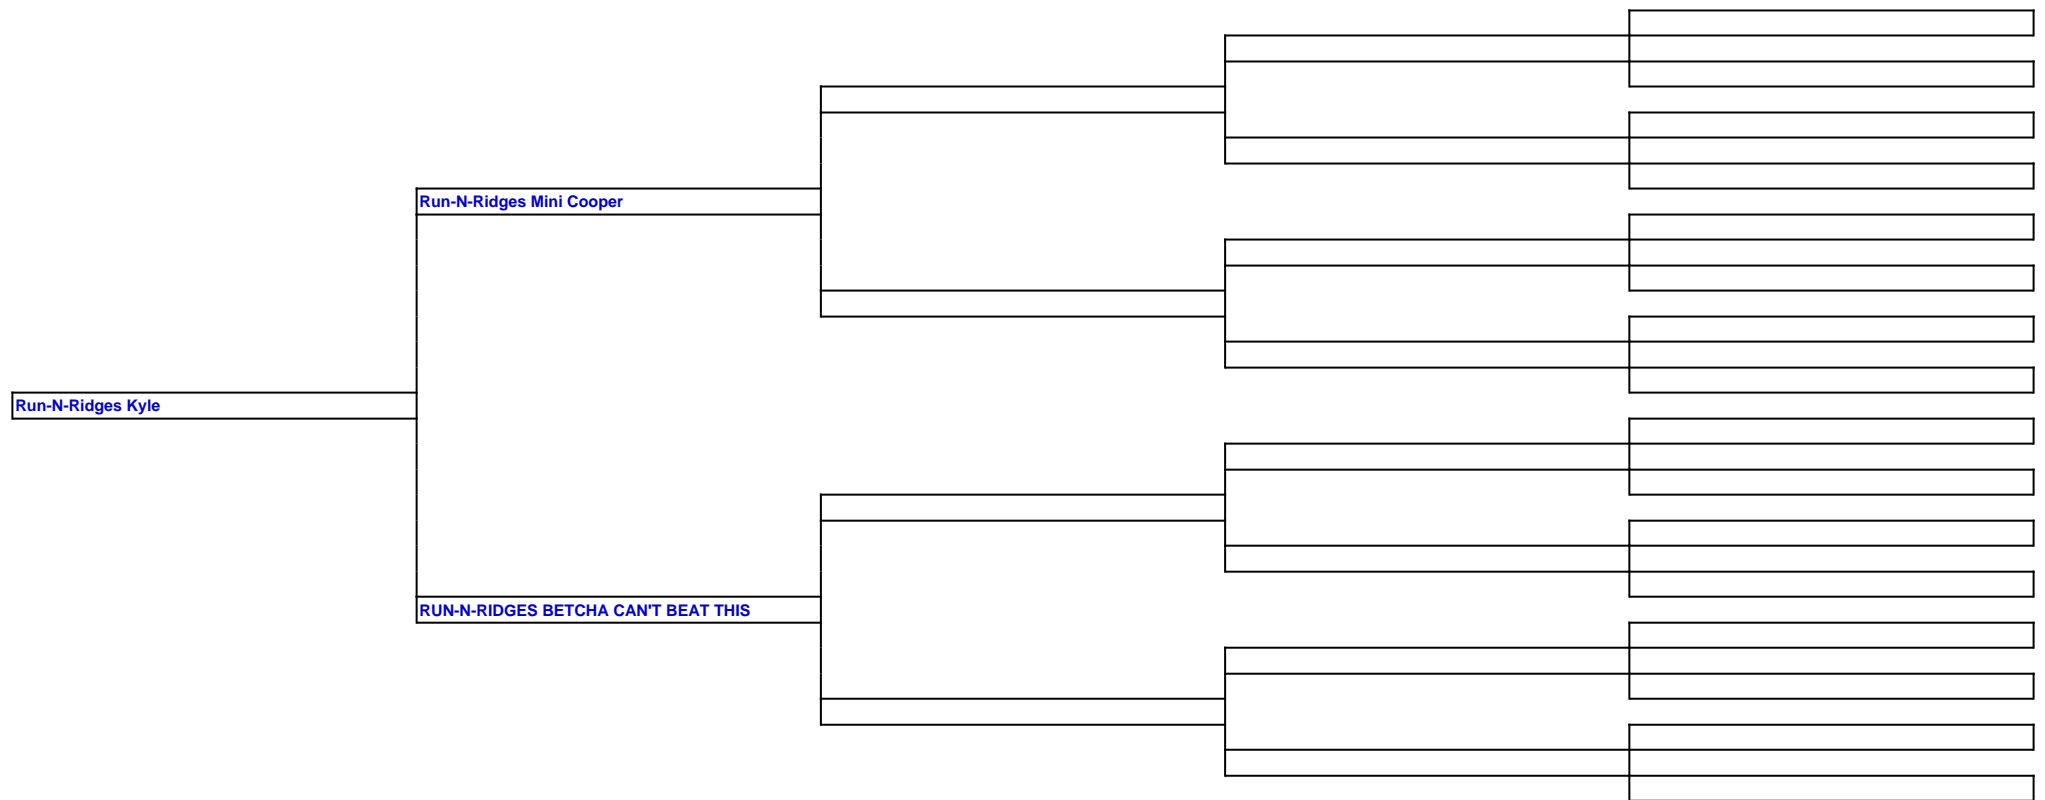 Run-N-Ridges Mini Cooper
Run-N-Ridges Kyle
RUN-N-RIDGES BETCHA CAN'T BEAT THIS